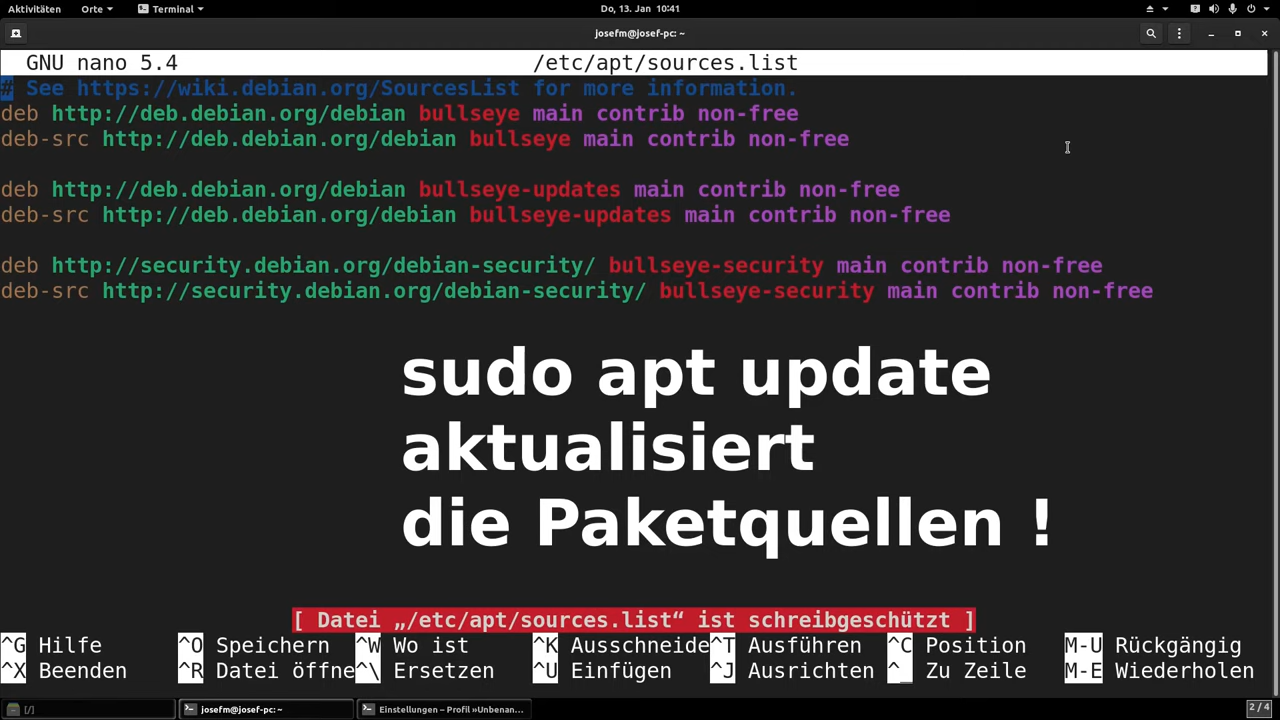 Aktivitäten Orte Terminal Do, 13. Jan 10:41
josefm@josef-pc: ~
GNU nano 5.4 /etc/apt/sources.list
# See https://wiki.debian.org/SourcesList for more information.
deb http://deb.debian.org/debian bullseye main contrib non-free
deb-src http://deb.debian.org/debian bullseye main contrib non-free
deb http://deb.debian.org/debian bullseye-updates main contrib non-free
deb-src http://deb.debian.org/debian bullseye-updates main contrib non-free
deb http://security.debian.org/debian-security/ bullseye-security main contrib non-free
deb-src http://security.debian.org/debian-security/ bullseye-security main contrib non-free
sudo apt update
aktualisiert
die Paketquellen !
[ Datei „/etc/apt/sources.list“ ist schreibgeschützt ]
^G Hilfe ^O Speichern ^W Wo ist ^K Ausschneide ^T Ausführen ^C Position M-U Rückgängig
^X Beenden ^R Datei öffne ^\ Ersetzen ^U Einfügen ^J Ausrichten ^_ Zu Zeile M-E Wiederholen
[/] josefm@josef-pc: ~ Einstellungen – Profil »Unbenan... 2 / 4